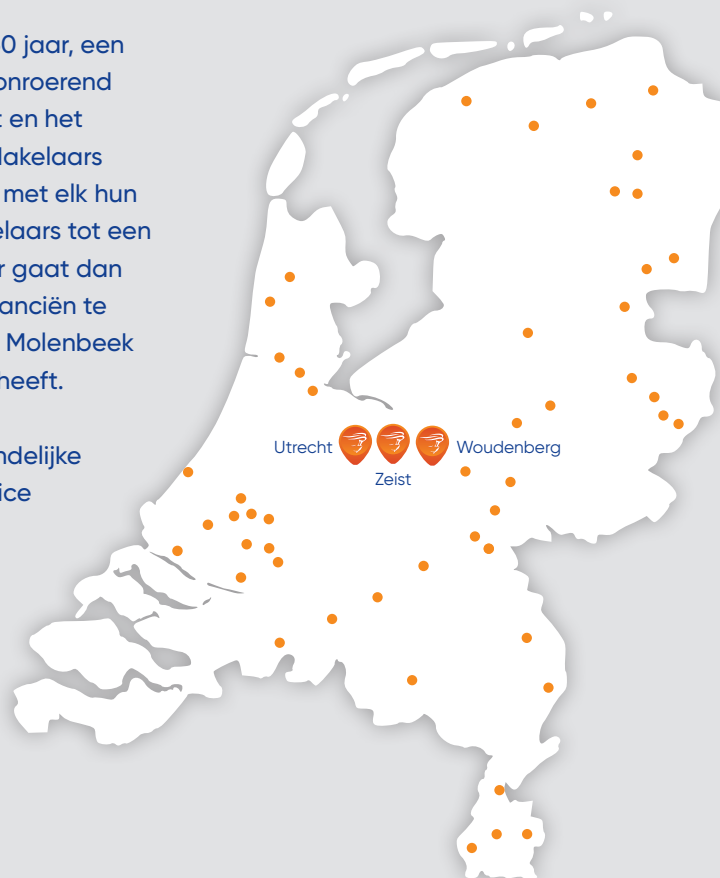 0 jaar, een
onroerend
en het
akelaars
met elk hun
elaars tot een
gaat dan
anciën te
Molenbeek
heeft.
ndelijke
ice
Utrecht
Woudenberg
Zeist